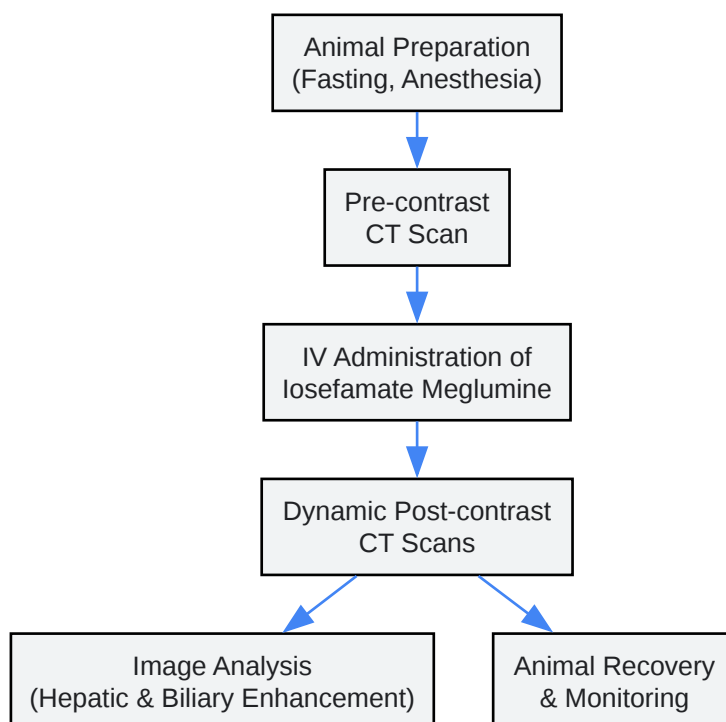 Animal Preparation
(Fasting, Anesthesia)
Pre-contrast
CT Scan
IV Administration of
Iosefamate Meglumine
Dynamic Post-contrast
CT Scans
Image Analysis
(Hepatic & Biliary Enhancement)
Animal Recovery
& Monitoring